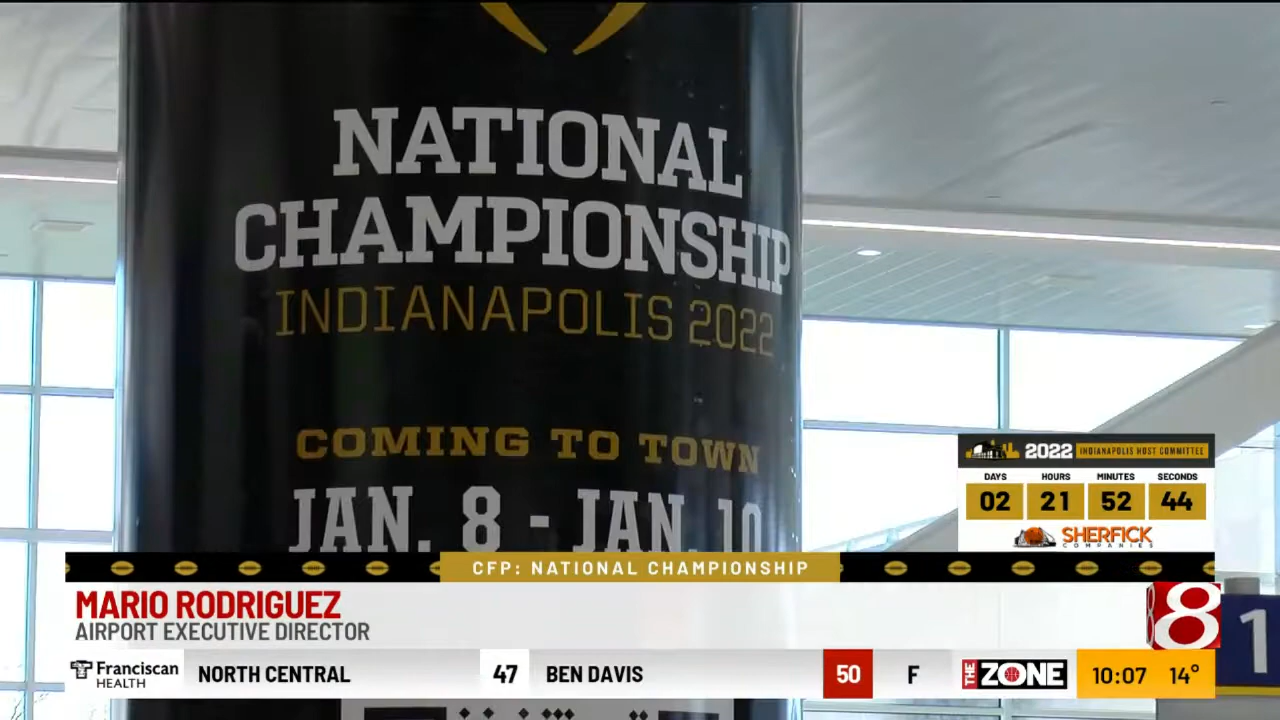 NATIONAL
CHAMPIONSHIP
INDIANAPOLIS 2022
COMING TO TOWN
JAN. 8 - JAN. 10
2022 INDIANAPOLIS HOST COMMITTEE
DAYS HOURS MINUTES SECONDS
02 21 52 44
SHERFICK
COMPANIES
CFP: NATIONAL CHAMPIONSHIP
MARIO RODRIGUEZ
AIRPORT EXECUTIVE DIRECTOR
8
1
Franciscan HEALTH NORTH CENTRAL 47 BEN DAVIS 50 F THE ZONE 10:07 14°